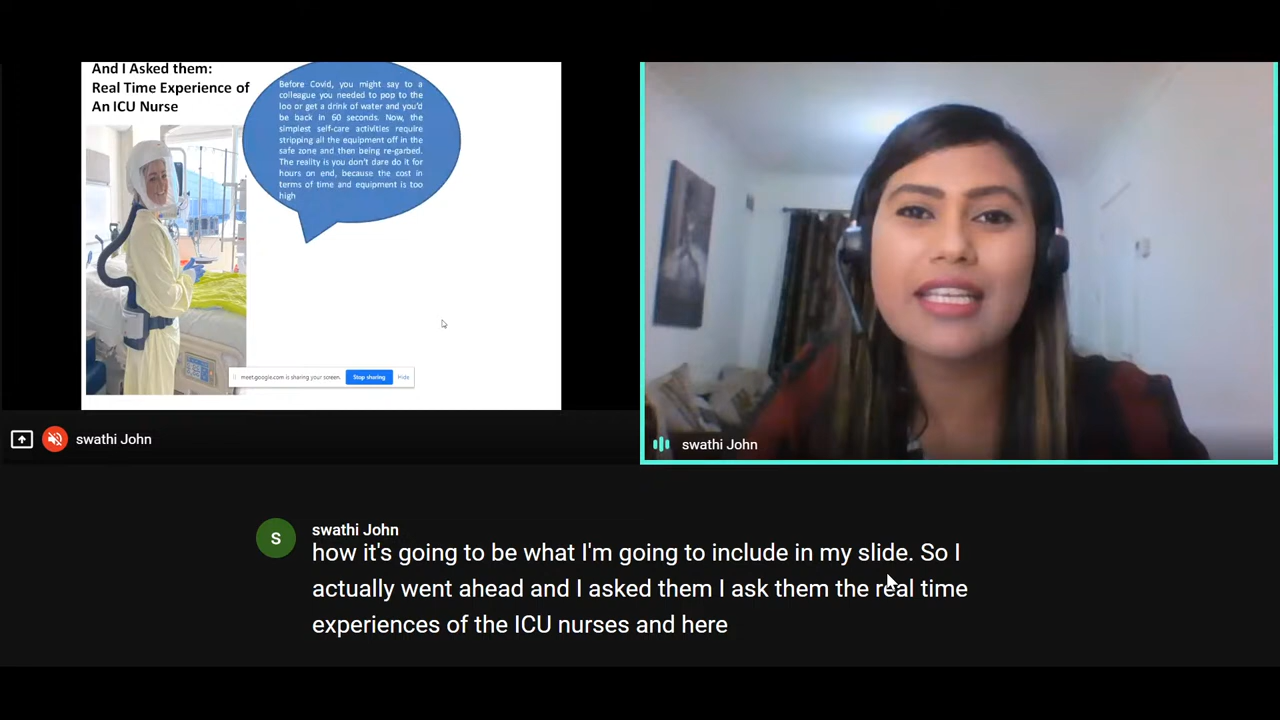 And I Asked them:
Real Time Experience of
An ICU Nurse
Before Covid, you might say to a
colleague you needed to pop to the
loo or get a drink of water and you'd
be back in 60 seconds. Now, the
simplest self-care activities require
stripping all the equipment off in the
safe zone and then being re-garbed.
The reality is you don't dare do it for
hours on end, because the cost in
terms of time and equipment is too
high
meet.google.com is sharing your screen.
Stop sharing
Hide
swathi John
swathi John
S
swathi John
how it's going to be what I'm going to include in my slide. So I
actually went ahead and I asked them I ask them the real time
experiences of the ICU nurses and here